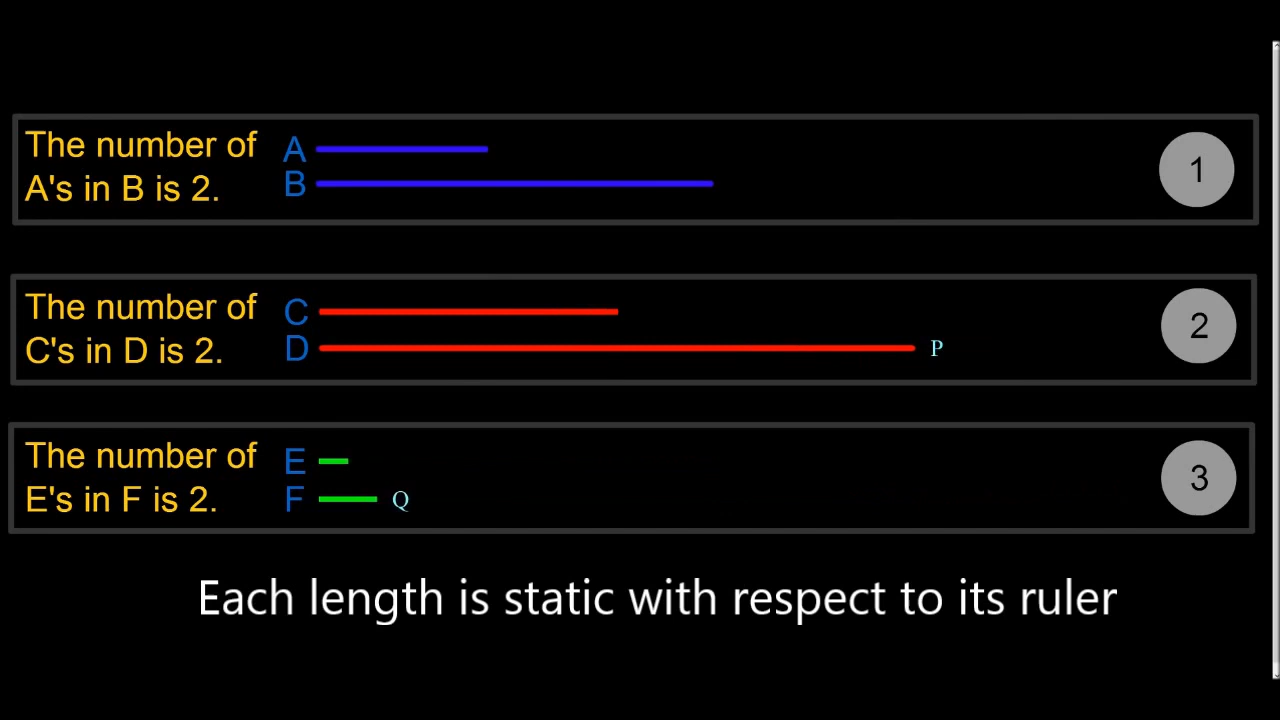 The number of
A's in B is 2.
A
B
1
The number of
C's in D is 2.
C
D
P
2
The number of
E's in F is 2.
E
F
Q
3
Each length is static with respect to its ruler